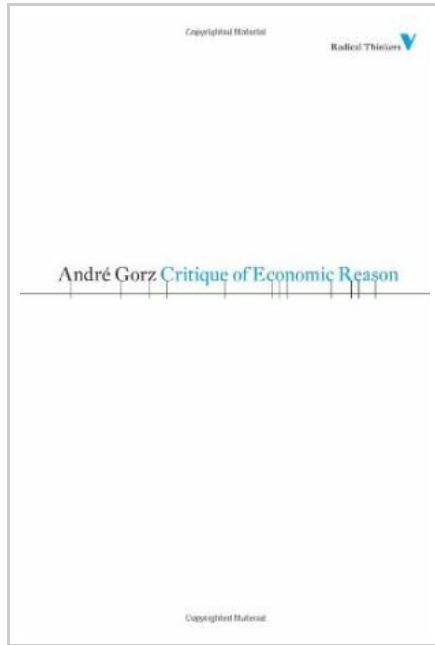 Copyrighted Material
Radical Thinkers V
André Gorz Critique of Economic Reason
Copyrighted Material